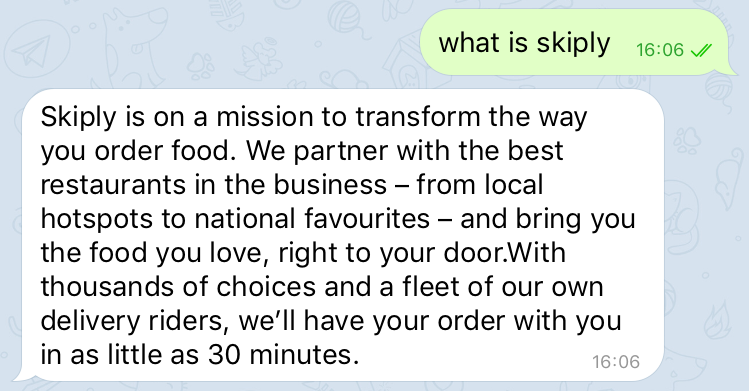 what is skiply
16:06
Skiply is on a mission to transform the way
you order food. We partner with the best
restaurants in the business – from local
hotspots to national favourites – and bring you
the food you love, right to your door.With
thousands of choices and a fleet of our own
delivery riders, we’ll have your order with you
in as little as 30 minutes.
16:06